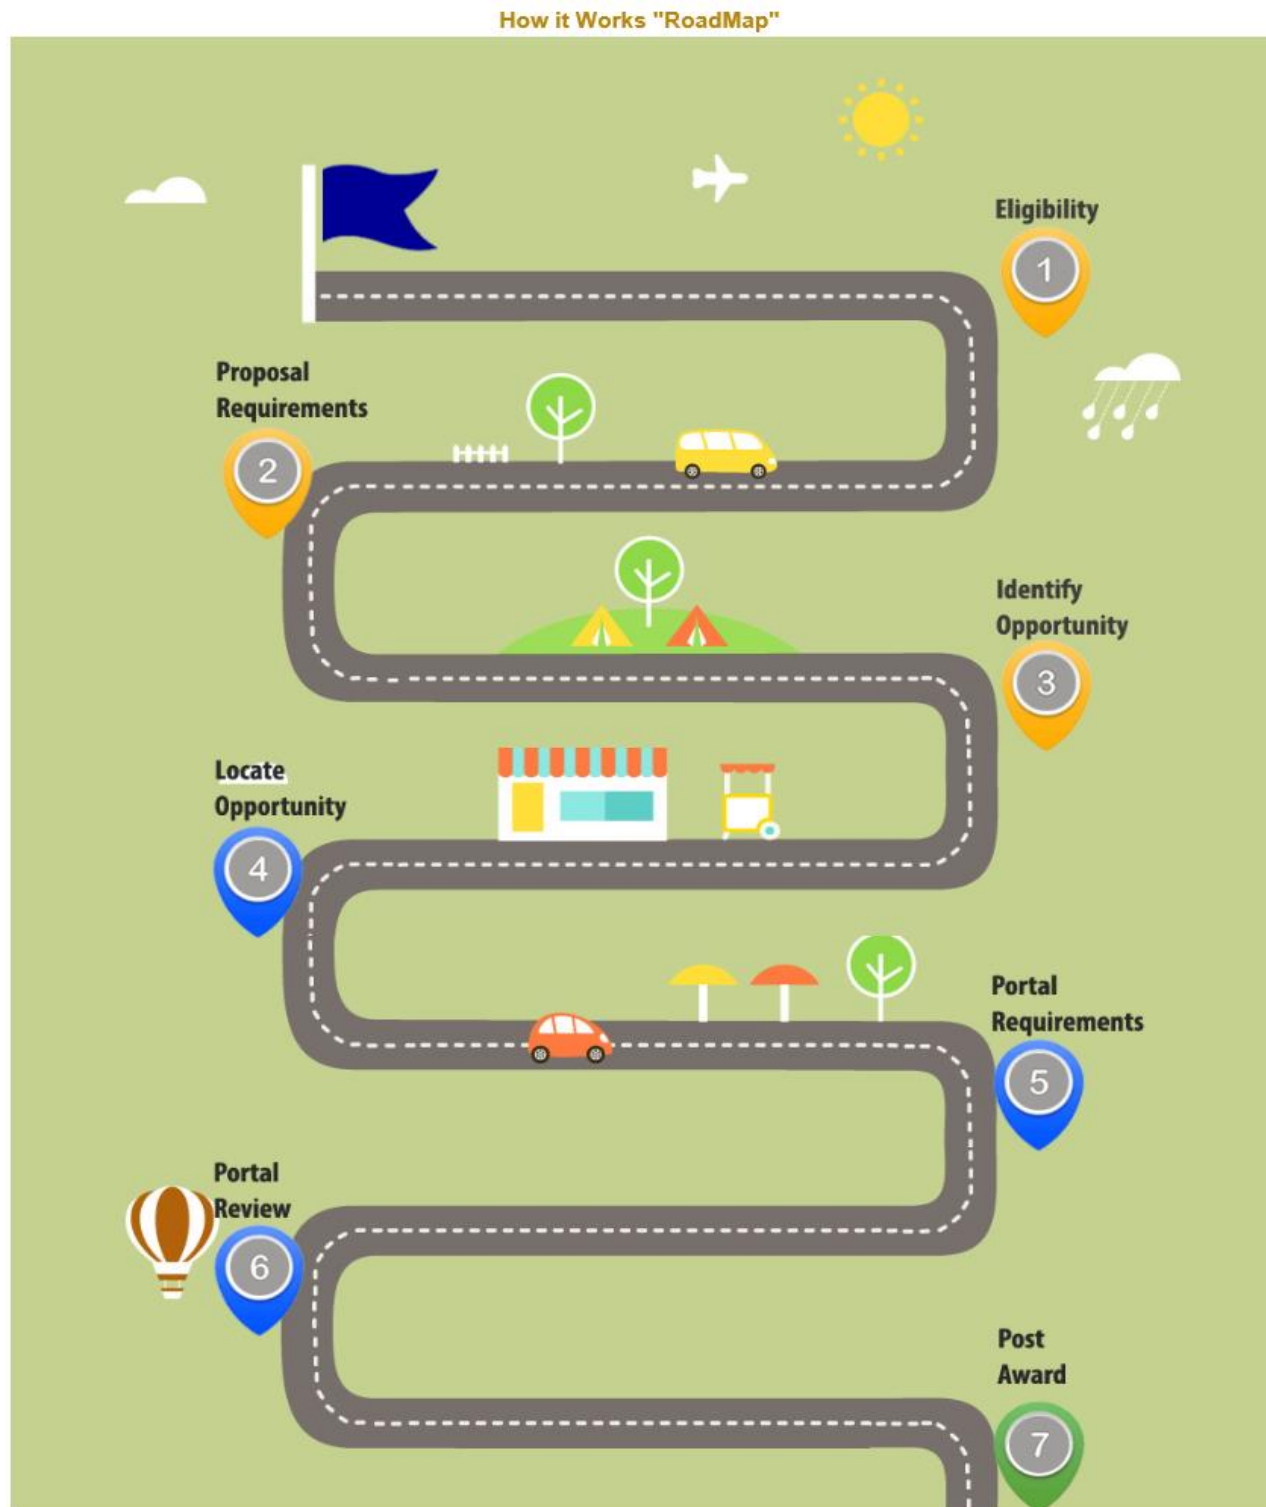 How it Works "RoadMap"
Eligibility
1
Proposal
Requirements
2
Identify
Opportunity
3
Locate
Opportunity
4
Portal
Requirements
5
Portal
Review
6
Post
Award
7